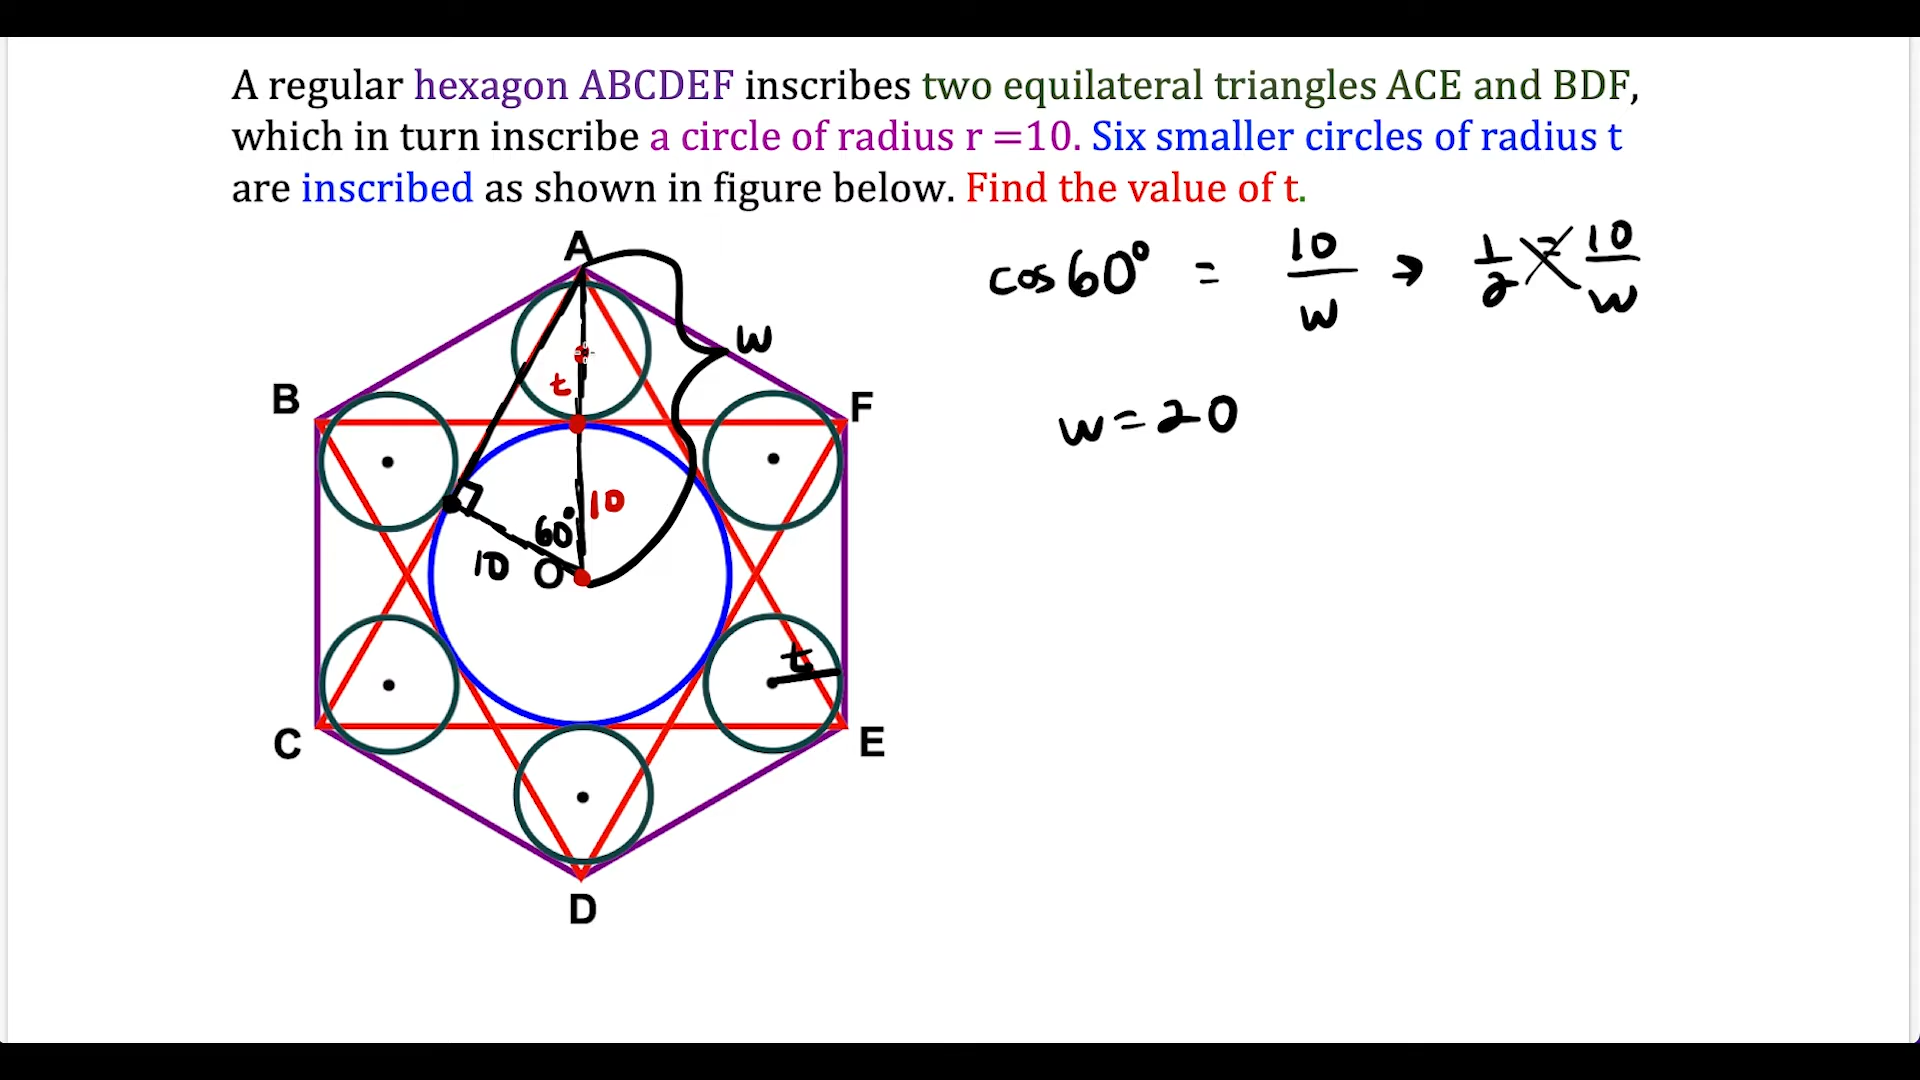 A regular hexagon ABCDEF inscribes two equilateral triangles ACE and BDF,
which in turn inscribe a circle of radius r =10. Six smaller circles of radius t
are inscribed as shown in figure below. Find the value of t.
A
cos 60° = 10/w → 1/2 = 10/w
w
t
B
F
w = 20
10
60°
10
O
t
C
E
D